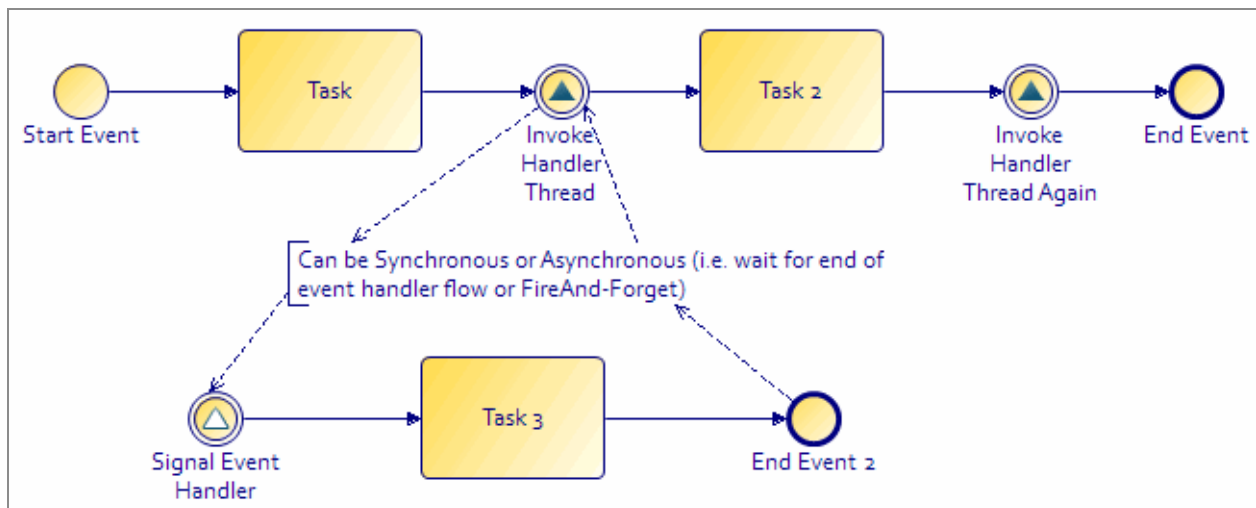 Start Event
Task
Invoke
Handler
Thread
Task 2
Invoke
Handler
Thread Again
End Event
Can be Synchronous or Asynchronous (i.e. wait for end of
event handler flow or FireAnd-Forget)
Signal Event
Handler
Task 3
End Event 2